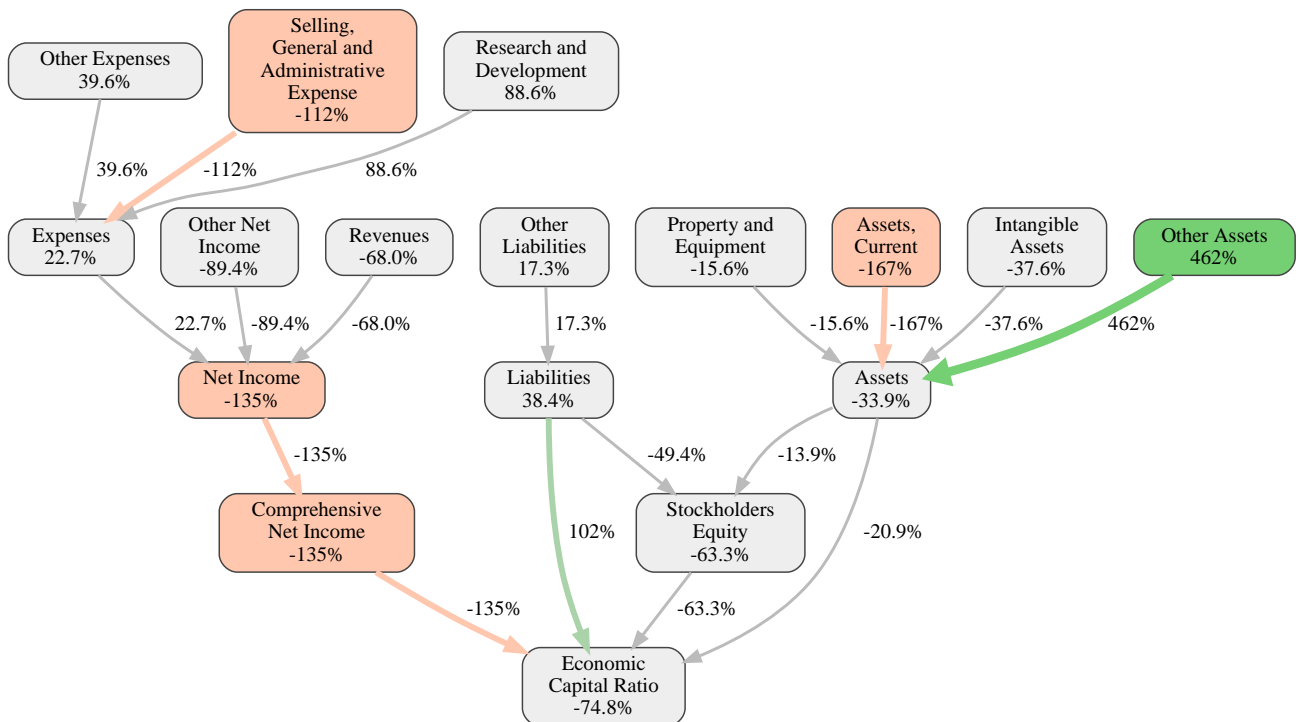 Other Expenses
39.6%
Selling,
General and
Administrative
Expense
-112%
Research and
Development
88.6%
39.6%
-112%
88.6%
Expenses
22.7%
Other Net
Income
-89.4%
Revenues
-68.0%
Other
Liabilities
17.3%
Property and
Equipment
-15.6%
Assets,
Current
-167%
Intangible
Assets
-37.6%
Other Assets
462%
22.7%
-89.4%
-68.0%
17.3%
-15.6%
-167%
-37.6%
462%
Net Income
-135%
Liabilities
38.4%
Assets
-33.9%
-135%
-49.4%
-13.9%
Comprehensive
Net Income
-135%
102%
Stockholders
Equity
-63.3%
-20.9%
-135%
-63.3%
Economic
Capital Ratio
-74.8%